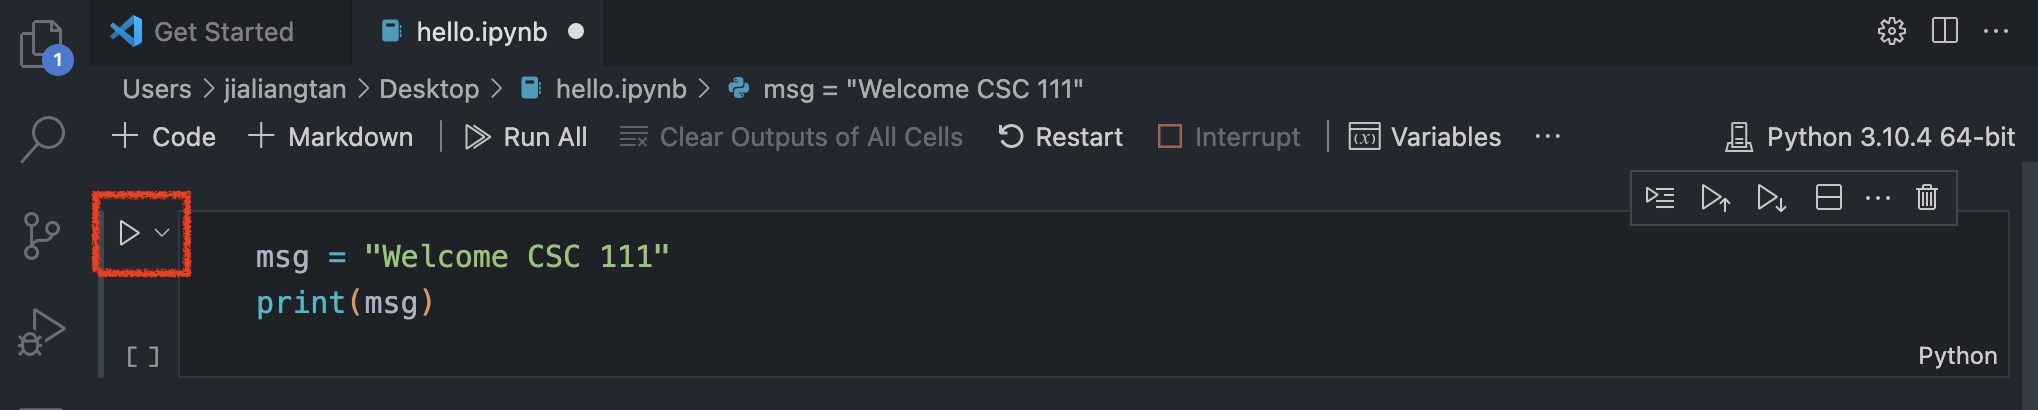 1
Get Started
hello.ipynb
Users > jialiangtan > Desktop > hello.ipynb > msg = "Welcome CSC 111"
+ Code + Markdown | Run All Clear Outputs of All Cells Restart Interrupt | (x) Variables ... Python 3.10.4 64-bit
...
msg = "Welcome CSC 111"
print(msg)
[ ]
Python